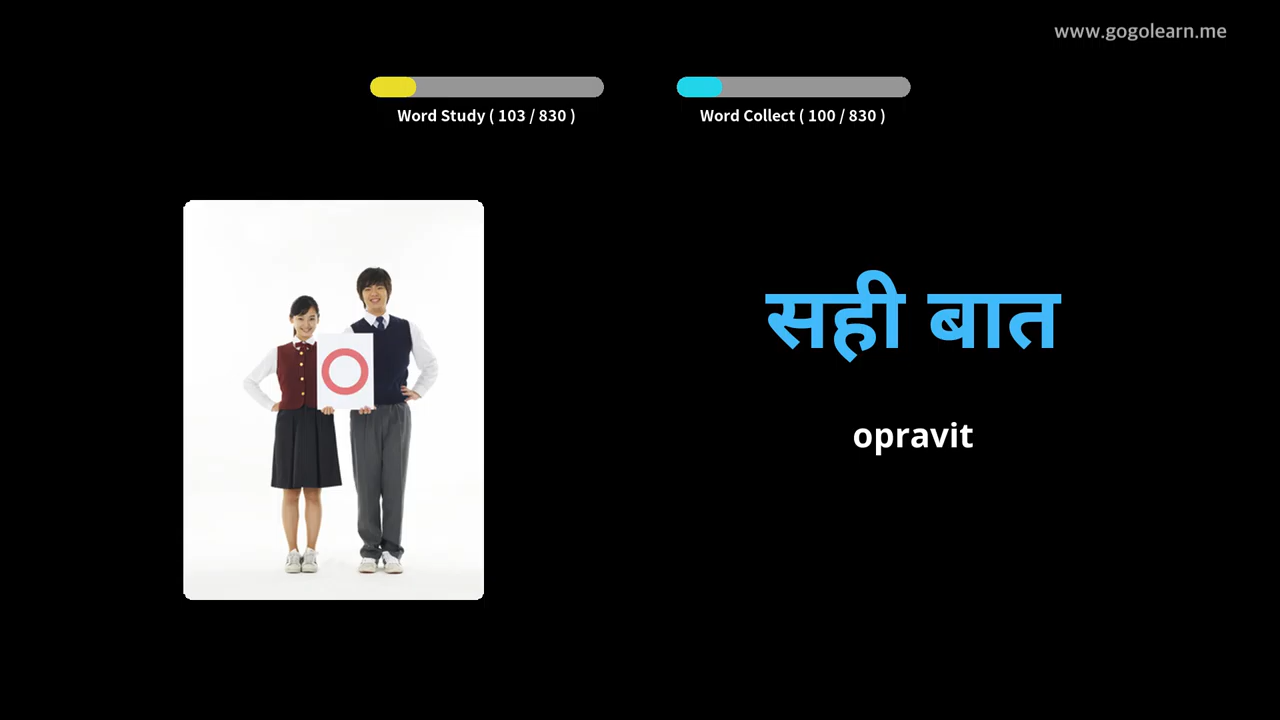 www.gogolearn.me
Word Study ( 103 / 830 )
Word Collect ( 100 / 830 )
सही बात
opravit